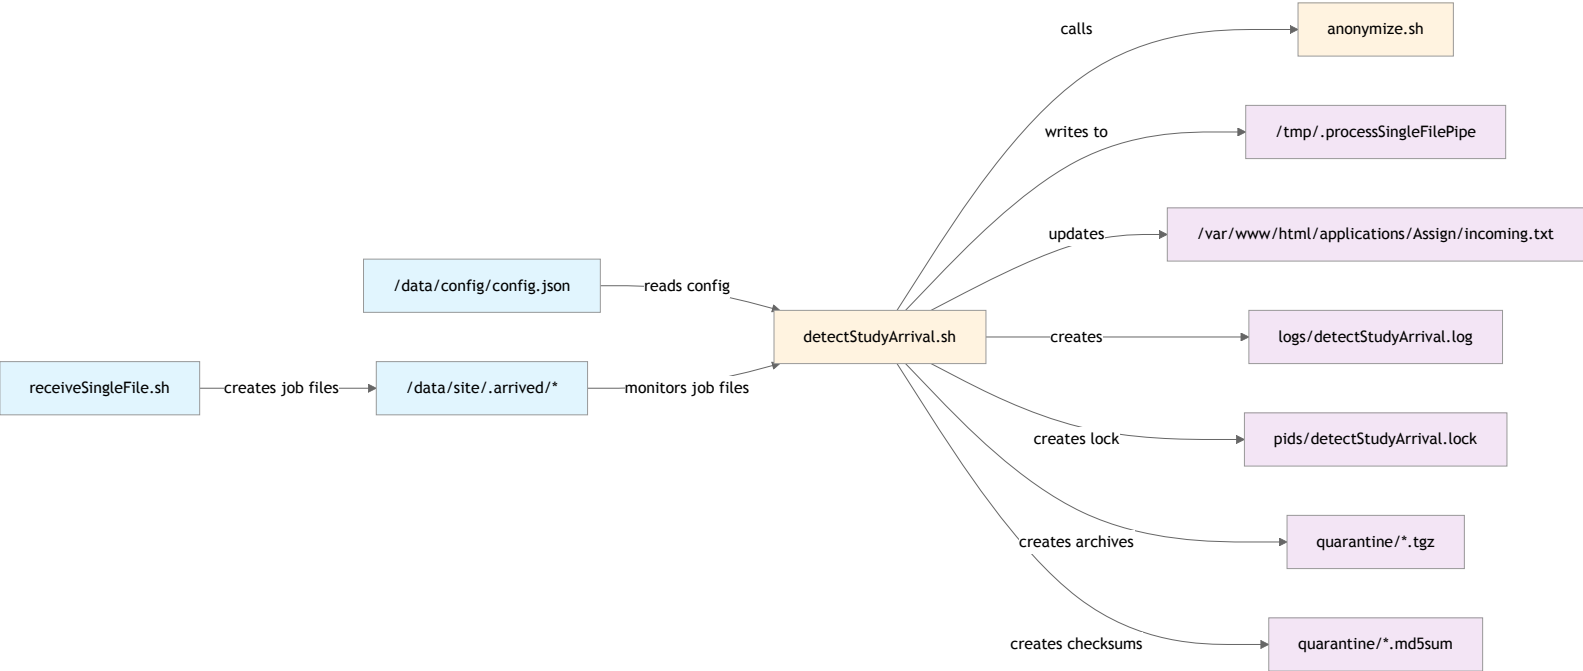 calls
anonymize.sh
writes to
/tmp/.processSingleFilePipe
updates
/var/www/html/applications/Assign/incoming.txt
/data/config/config.json
reads config
detectStudyArrival.sh
creates
logs/detectStudyArrival.log
receiveSingleFile.sh
creates job files
/data/site/.arrived/*
monitors job files
creates lock
pids/detectStudyArrival.lock
creates archives
quarantine/*.tgz
creates checksums
quarantine/*.md5sum